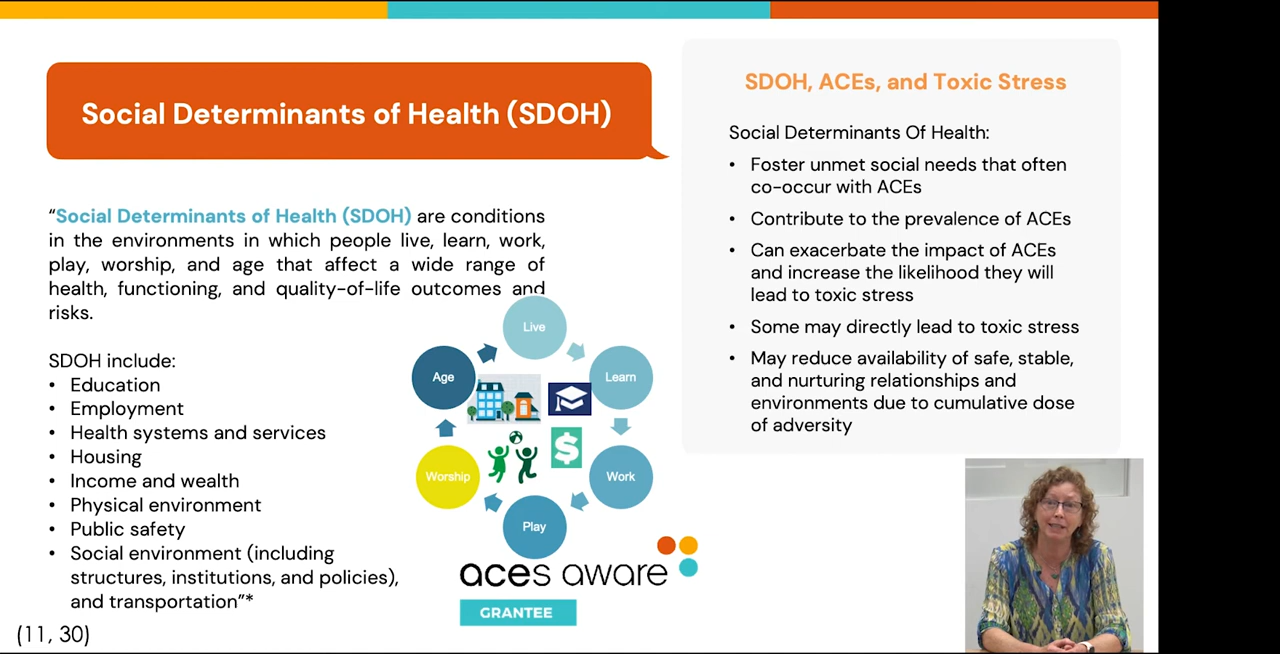 Social Determinants of Health (SDOH)
“Social Determinants of Health (SDOH) are conditions
in the environments in which people live, learn, work,
play, worship, and age that affect a wide range of
health, functioning, and quality-of-life outcomes and
risks.
SDOH include:
• Education
• Employment
• Health systems and services
• Housing
• Income and wealth
• Physical environment
• Public safety
• Social environment (including
structures, institutions, and policies),
and transportation”*
(11, 30)
Live
Learn
Work
Play
Worship
Age
$
aces aware
GRANTEE
SDOH, ACEs, and Toxic Stress
Social Determinants Of Health:
• Foster unmet social needs that often
co-occur with ACEs
• Contribute to the prevalence of ACEs
• Can exacerbate the impact of ACEs
and increase the likelihood they will
lead to toxic stress
• Some may directly lead to toxic stress
• May reduce availability of safe, stable,
and nurturing relationships and
environments due to cumulative dose
of adversity